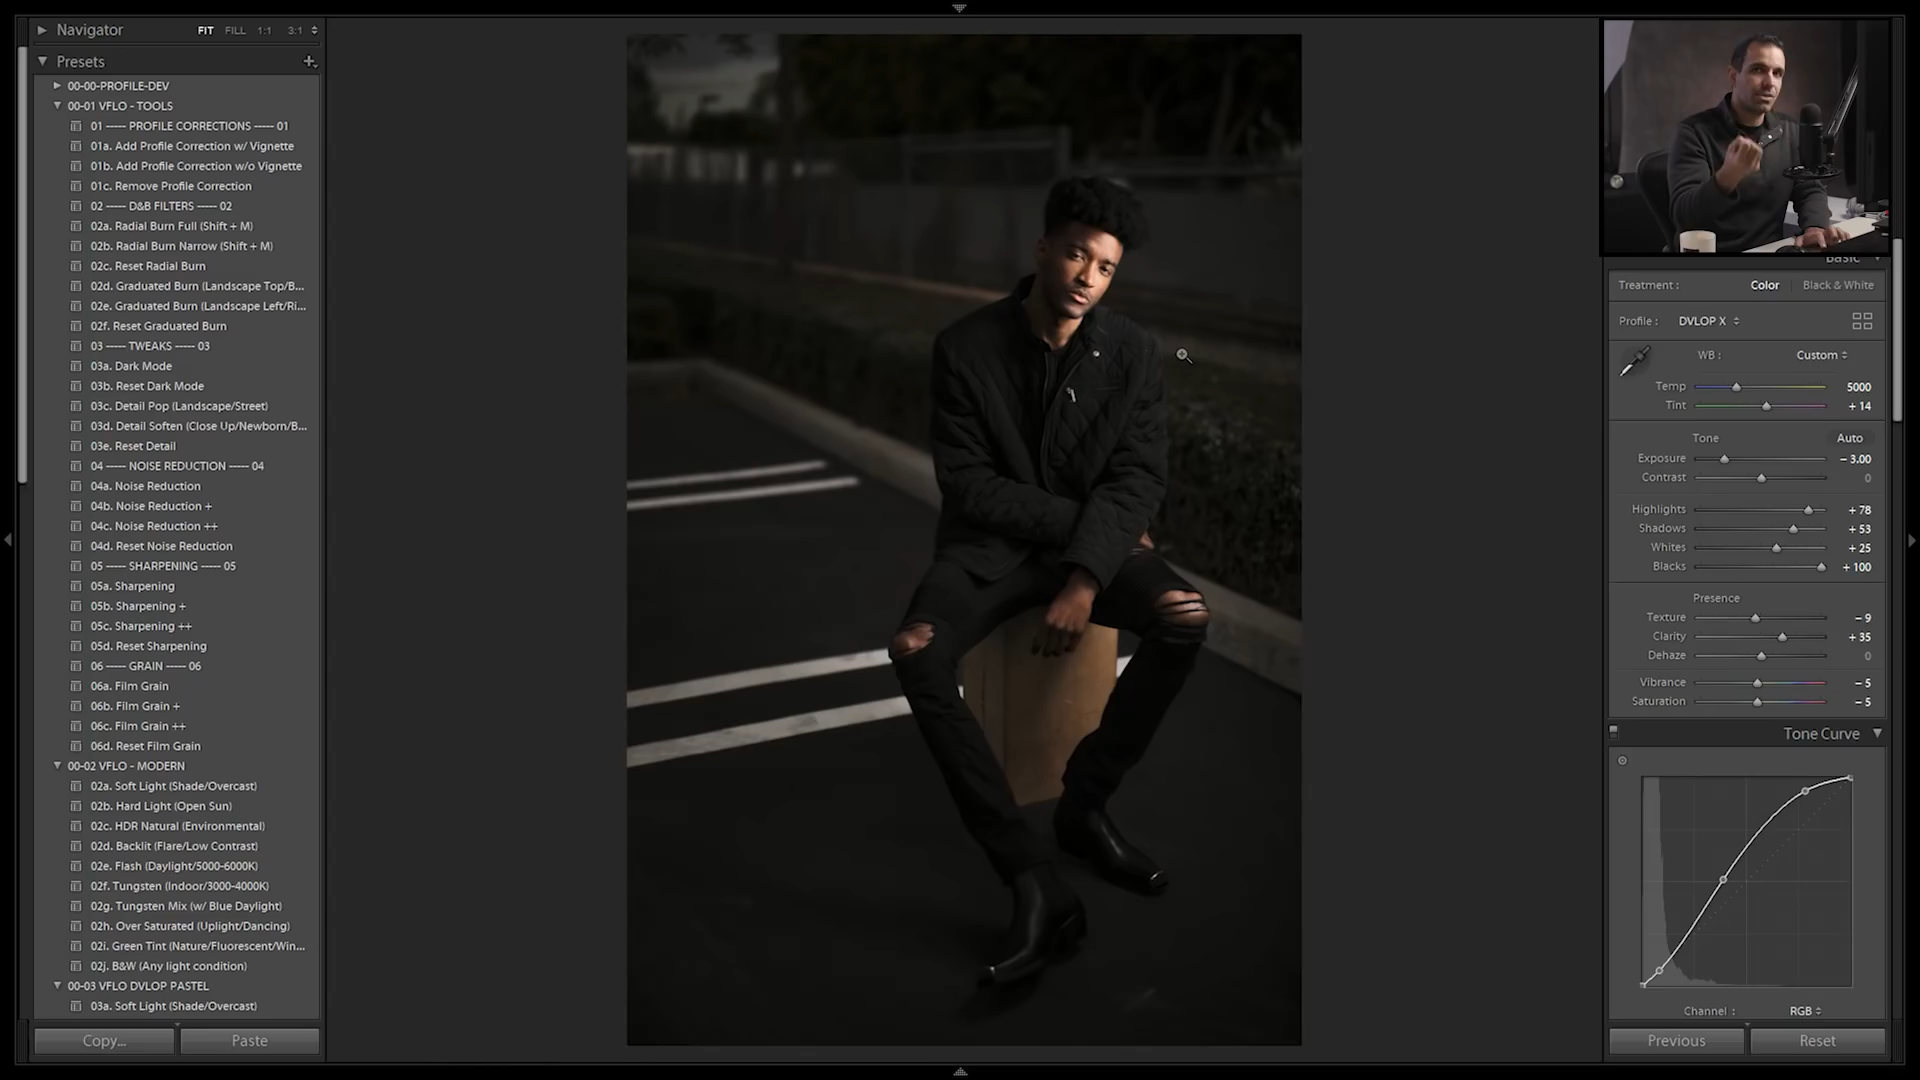 Navigator
FIT FILL 1:1 3:1
Presets
00-00-PROFILE-DEV
00-01 VFLO - TOOLS
01 ----- PROFILE CORRECTIONS ----- 01
01a. Add Profile Correction w/ Vignette
01b. Add Profile Correction w/o Vignette
01c. Remove Profile Correction
02 ----- D&B FILTERS ----- 02
02a. Radial Burn Full (Shift + M)
02b. Radial Burn Narrow (Shift + M)
02c. Reset Radial Burn
02d. Graduated Burn (Landscape Top/B...
02e. Graduated Burn (Landscape Left/Ri...
02f. Reset Graduated Burn
03 ----- TWEAKS ----- 03
03a. Dark Mode
03b. Reset Dark Mode
03c. Detail Pop (Landscape/Street)
03d. Detail Soften (Close Up/Newborn/B...
03e. Reset Detail
04 ----- NOISE REDUCTION ----- 04
04a. Noise Reduction
04b. Noise Reduction +
04c. Noise Reduction ++
04d. Reset Noise Reduction
05 ----- SHARPENING ----- 05
05a. Sharpening
05b. Sharpening +
05c. Sharpening ++
05d. Reset Sharpening
06 ----- GRAIN ----- 06
06a. Film Grain
06b. Film Grain +
06c. Film Grain ++
06d. Reset Film Grain
00-02 VFLO - MODERN
02a. Soft Light (Shade/Overcast)
02b. Hard Light (Open Sun)
02c. HDR Natural (Environmental)
02d. Backlit (Flare/Low Contrast)
02e. Flash (Daylight/5000-6000K)
02f. Tungsten (Indoor/3000-4000K)
02g. Tungsten Mix (w/ Blue Daylight)
02h. Over Saturated (Uplight/Dancing)
02i. Green Tint (Nature/Fluorescent/Win...
02j. B&W (Any light condition)
00-03 VFLO DVLOP PASTEL
03a. Soft Light (Shade/Overcast)
Copy... Paste
Basic
Treatment : Color Black & White
Profile : DVLOP X
WB : Custom
Temp 5000
Tint + 14
Tone Auto
Exposure - 3.00
Contrast 0
Highlights + 78
Shadows + 53
Whites + 25
Blacks + 100
Presence
Texture - 9
Clarity + 35
Dehaze 0
Vibrance - 5
Saturation - 5
Tone Curve
Channel : RGB
Previous Reset